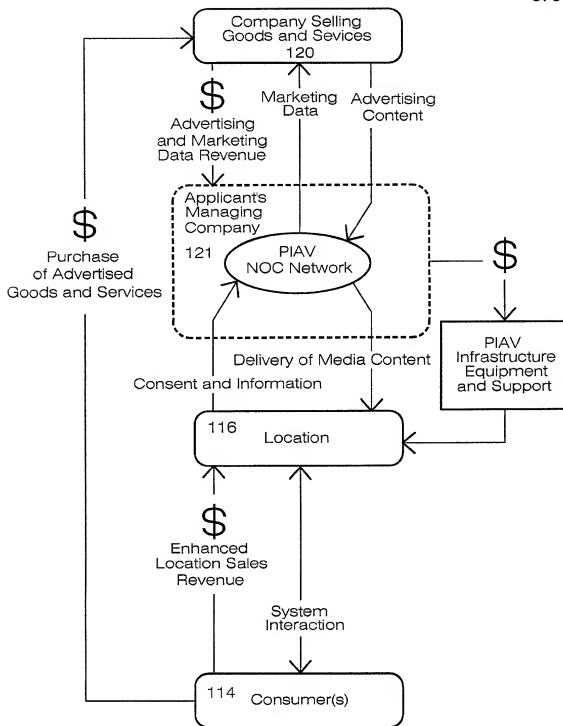 Company Selling
Goods and Sevices
120
$
Advertising
and Marketing
Data Revenue
Marketing
Data
Advertising
Content
Applicant's
Managing
Company
121
PIAV
NOC Network
$
Purchase
of Advertised
Goods and Services
$
PIAV
Infrastructure
Equipment
and Support
Delivery of Media Content
Consent and Information
116
Location
$
Enhanced
Location Sales
Revenue
System
Interaction
114
Consumer(s)